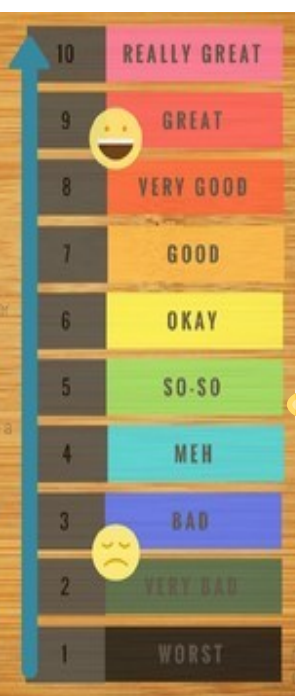 10 REALLY GREAT
9 GREAT
8 VERY GOOD
7 GOOD
6 OKAY
5 SO-SO
4 MEH
3 BAD
2 VERY BAD
1 WORST
a